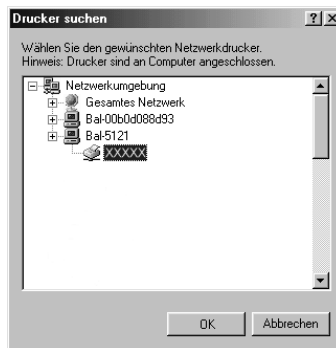 Drucker suchen
Wählen Sie den gewünschten Netzwerkdrucker.
Hinweis: Drucker sind an Computer angeschlossen.
Netzwerkumgebung
Gesamtes Netzwerk
Bal-00b0d088d93
Bal-5121
XXXXX
OK
Abbrechen